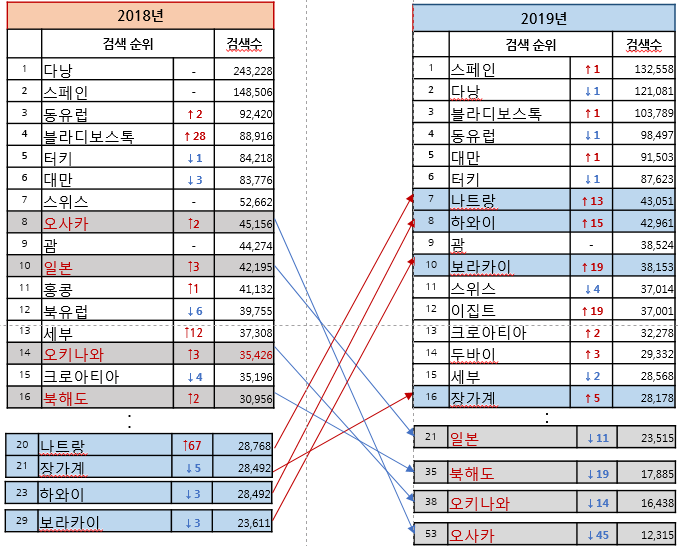 2018년
검색 순위 검색수
1 다낭 - 243,228
2 스페인 - 148,506
3 동유럽 ↑2 92,420
4 블라디보스톡 ↑28 88,916
5 터키 ↓1 84,218
6 대만 ↓3 83,776
7 스위스 - 52,662
8 오사카 ↑2 45,156
9 괌 - 44,274
10 일본 ↑3 42,195
11 홍콩 ↑1 41,132
12 북유럽 ↓6 39,755
13 세부 ↑12 37,308
14 오키나와 ↑3 35,426
15 크로아티아 ↓4 35,196
16 북해도 ↑2 30,956
:
20 나트랑 ↑67 28,768
21 장가계 ↓5 28,492
23 하와이 ↓3 28,492
29 보라카이 ↓3 23,611
2019년
검색 순위 검색수
1 스페인 ↑1 132,558
2 다낭 ↓1 121,081
3 블라디보스톡 ↑1 103,789
4 동유럽 ↓1 98,497
5 대만 ↑1 91,503
6 터키 ↓1 87,623
7 나트랑 ↑13 43,051
8 하와이 ↑15 42,961
9 괌 - 38,524
10 보라카이 ↑19 38,153
11 스위스 ↓4 37,014
12 이집트 ↑19 37,001
13 크로아티아 ↑2 32,278
14 두바이 ↑3 29,332
15 세부 ↓2 28,568
16 장가계 ↑5 28,178
:
21 일본 ↓11 23,515
35 북해도 ↓19 17,885
38 오키나와 ↓14 16,438
53 오사카 ↓45 12,315